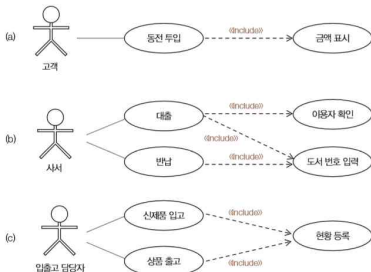 (a)
고객
동전 투입
《include》
금액 표시
(b)
사서
대출
《include》
이용자 확인
《include》
반납
《include》
도서 번호 입력
(c)
입출고 담당자
신제품 입고
《include》
현황 등록
상품 출고
《include》